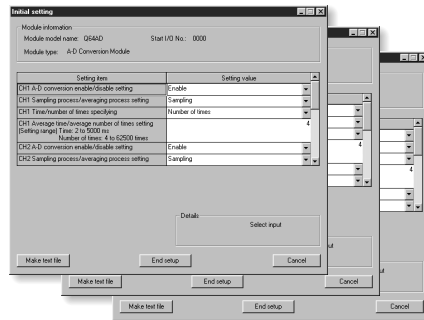 Initial setting
Module information
Module model name: Q64AD Start I/O No.: 0000
Module type: A-D Conversion Module
Setting item Setting value
CH1 A-D conversion enable/disable setting Enable
CH1 Sampling process/averaging process setting Sampling
CH1 Time/number of times specifying Number of times
CH1 Average time/average number of times setting 4
(Setting range) Time: 2 to 5000 ms
Number of times: 4 to 62500 times
CH2 A-D conversion enable/disable setting Enable
CH2 Sampling process/averaging process setting Sampling
Details
Select input
Make text file End setup Cancel
4
ut
Make text file End setup Cancel
4
ut
Make text file End setup Cancel